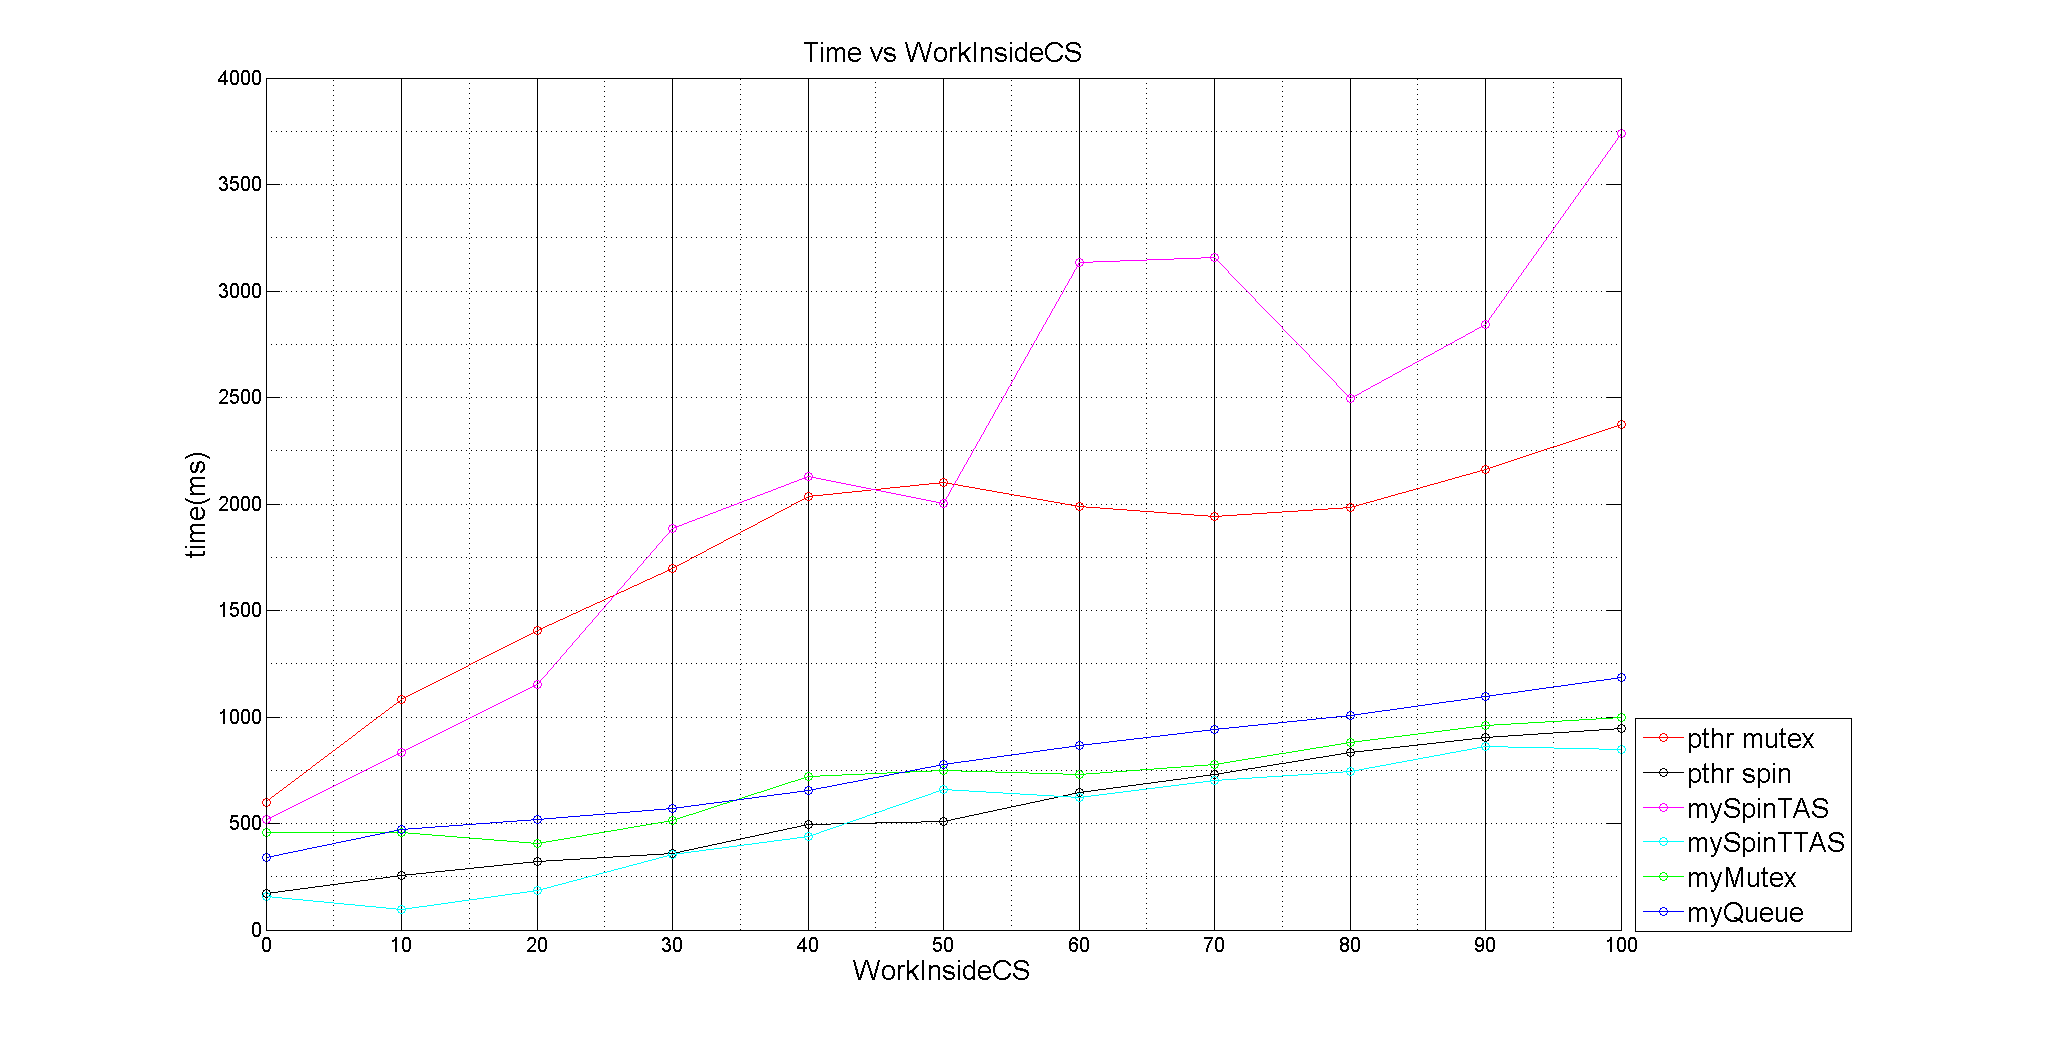 Time vs WorkInsideCS
4000
3500
3000
2500
2000
1500
1000
500
0
time(ms)
0 10 20 30 40 50 60 70 80 90 100
WorkInsideCS
pthr mutex
pthr spin
mySpinTAS
mySpinTTAS
myMutex
myQueue